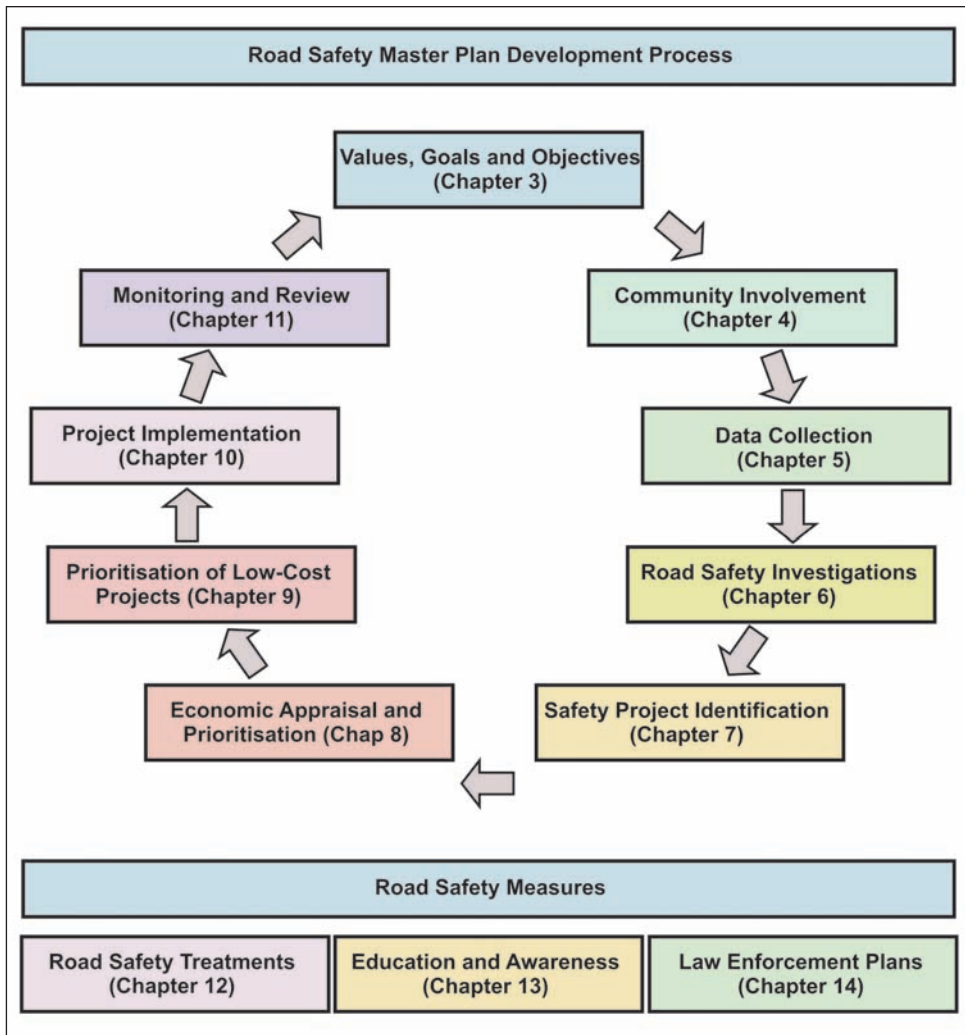 Road Safety Master Plan Development Process
Values, Goals and Objectives
(Chapter 3)
Community Involvement
(Chapter 4)
Data Collection
(Chapter 5)
Road Safety Investigations
(Chapter 6)
Safety Project Identification
(Chapter 7)
Economic Appraisal and
Prioritisation (Chap 8)
Prioritisation of Low-Cost
Projects (Chapter 9)
Project Implementation
(Chapter 10)
Monitoring and Review
(Chapter 11)
Road Safety Measures
Road Safety Treatments
(Chapter 12)
Education and Awareness
(Chapter 13)
Law Enforcement Plans
(Chapter 14)